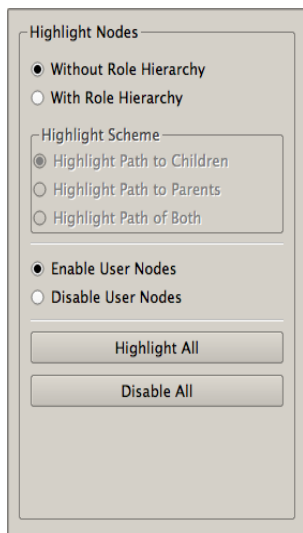 Highlight Nodes
Without Role Hierarchy
With Role Hierarchy
Highlight Scheme
Highlight Path to Children
Highlight Path to Parents
Highlight Path of Both
Enable User Nodes
Disable User Nodes
Highlight All
Disable All